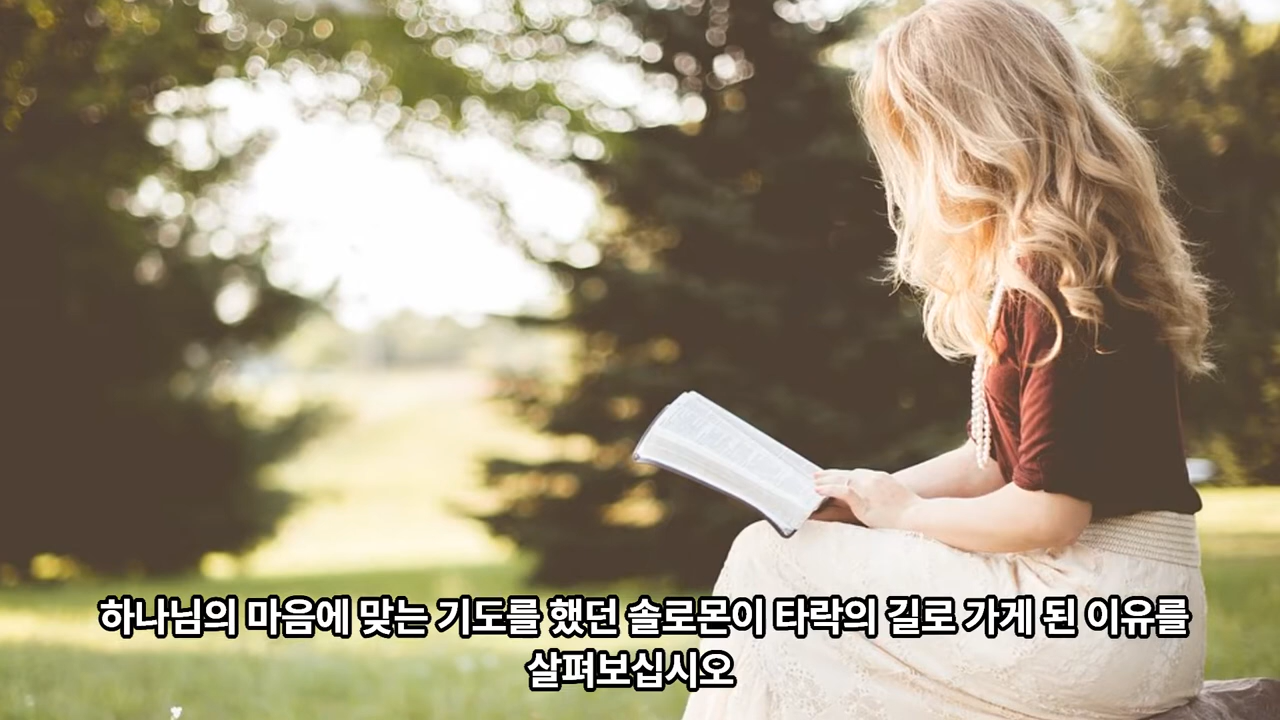 하나님의 마음에 맞는 기도를 했던 솔로몬이 타락의 길로 가게 된 이유를
살펴보십시오